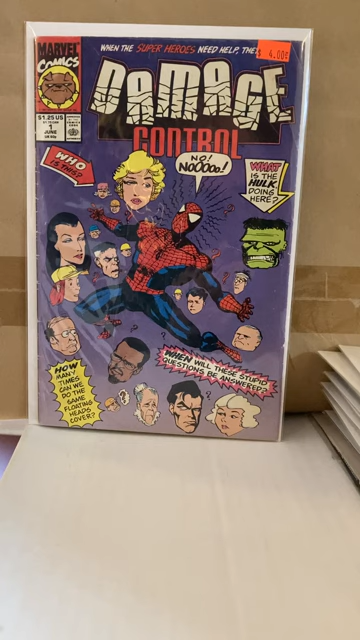 MARVEL
COMICS
WHEN THE SUPER HEROES NEED HELP, THEY
$ 4.00
DAMAGE
CONTROL
$1.25 US
1
JUNE
WHO
IS THIS?
NO!
NOOOoo!
WHAT
IS THE
HULK
DOING
HERE?
HOW
MANY
TIMES
CAN WE
DO THE
SAME
FLOATING
HEADS
COVER?
WHEN WILL THESE STUPID
QUESTIONS BE ANSWERED?